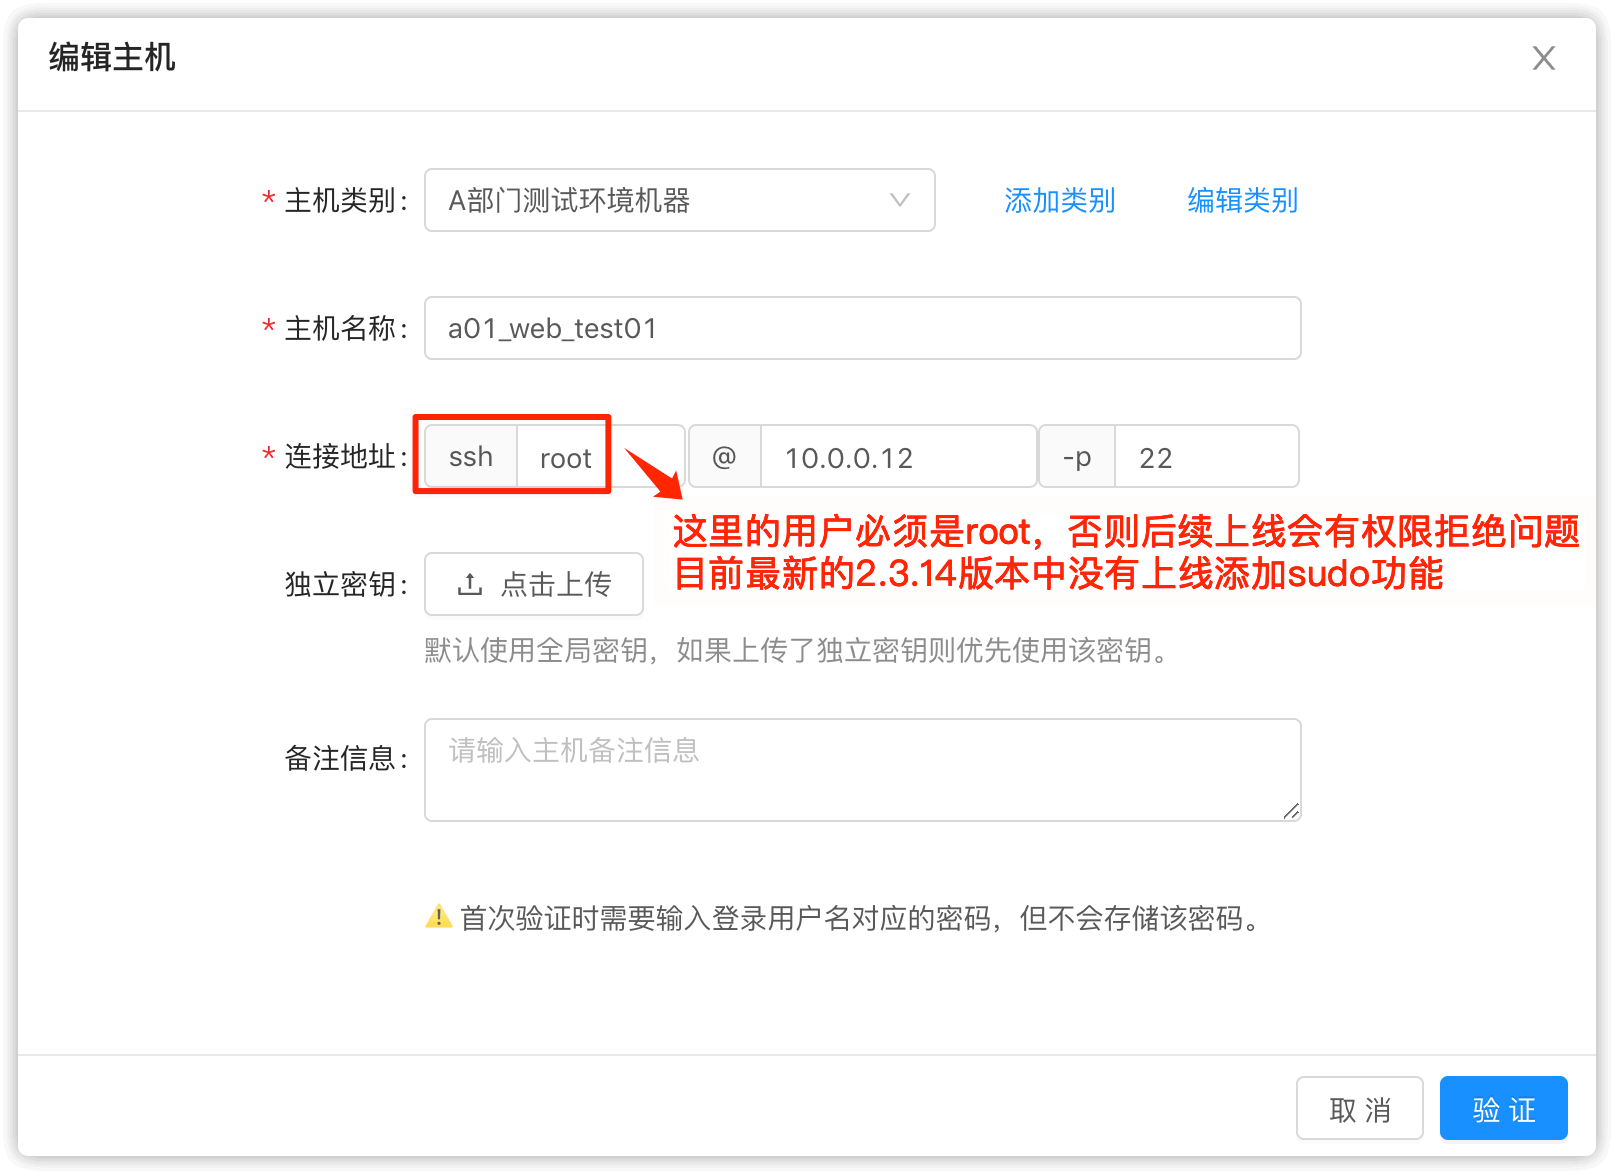 编辑主机
* 主机类别: A部门测试环境机器 添加类别 编辑类别
* 主机名称: a01_web_test01
* 连接地址: ssh root @ 10.0.0.12 -p 22
这里的用户必须是root，否则后续上线会有权限拒绝问题
目前最新的2.3.14版本中没有上线添加sudo功能
独立密钥: 点击上传
默认使用全局密钥，如果上传了独立密钥则优先使用该密钥。
备注信息: 请输入主机备注信息
首次验证时需要输入登录用户名对应的密码，但不会存储该密码。
取 消 验 证